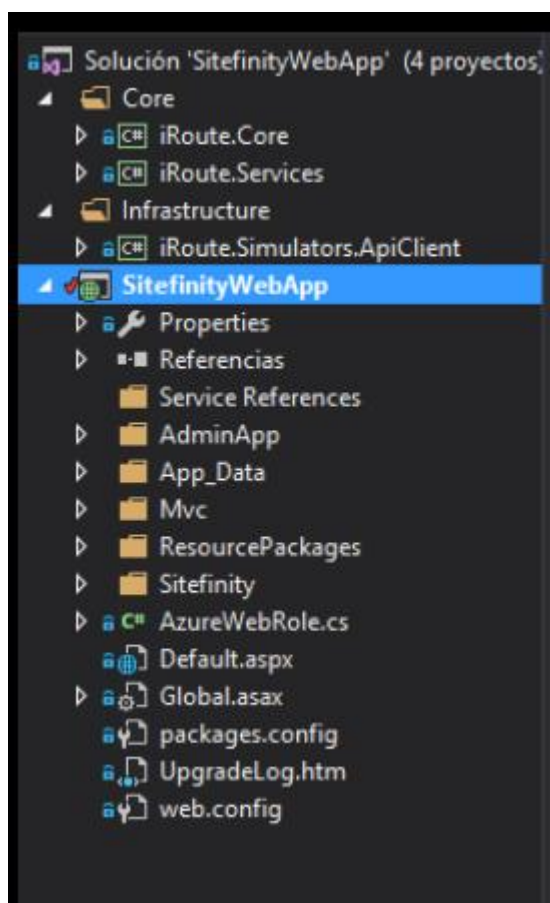 Solución 'SitefinityWebApp' (4 proyectos)
Core
C# iRoute.Core
C# iRoute.Services
Infrastructure
C# iRoute.Simulators.ApiClient
SitefinityWebApp
Properties
Referencias
Service References
AdminApp
App_Data
Mvc
ResourcePackages
Sitefinity
C# AzureWebRole.cs
Default.aspx
Global.asax
packages.config
UpgradeLog.htm
web.config